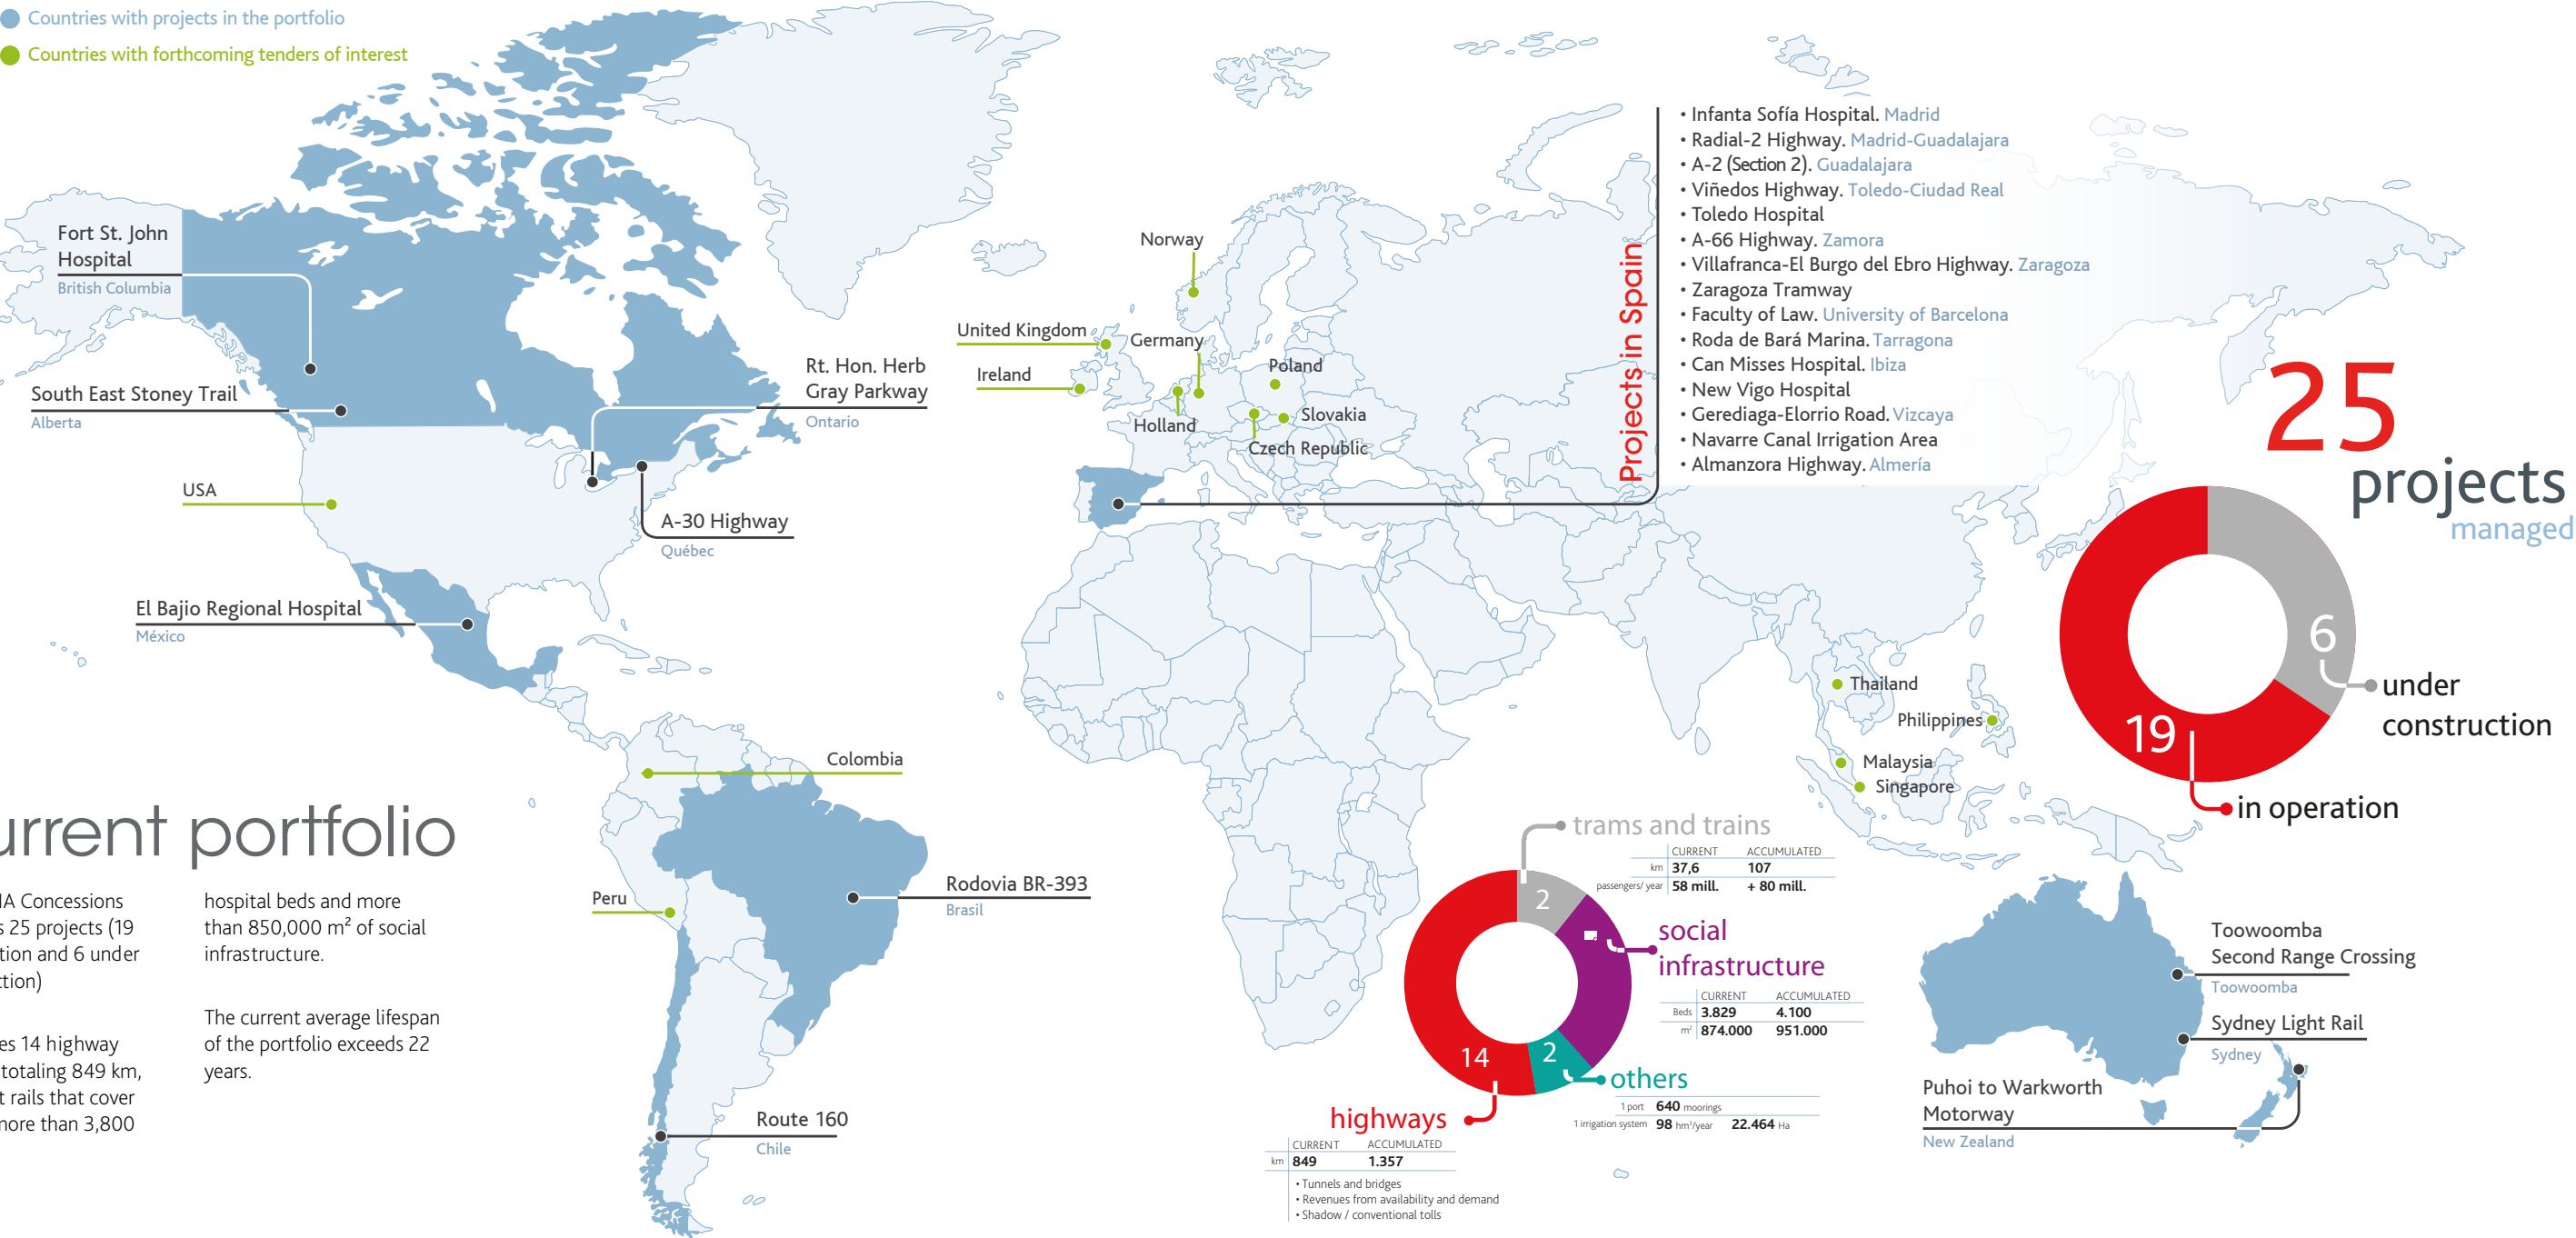 Countries with projects in the portfolio
Countries with forthcoming tenders of interest
Fort St. John
Hospital
British Columbia
South East Stoney Trail
Alberta
Rt. Hon. Herb
Gray Parkway
Ontario
USA
A-30 Highway
Québec
El Bajio Regional Hospital
México
Colombia
Peru
Rodovia BR-393
Brasil
Route 160
Chile
Norway
United Kingdom
Germany
Ireland
Poland
Holland
Slovakia
Czech Republic
Projects in Spain
• Infanta Sofía Hospital. Madrid
• Radial-2 Highway. Madrid-Guadalajara
• A-2 (Section 2). Guadalajara
• Viñedos Highway. Toledo-Ciudad Real
• Toledo Hospital
• A-66 Highway. Zamora
• Villafranca-El Burgo del Ebro Highway. Zaragoza
• Zaragoza Tramway
• Faculty of Law. University of Barcelona
• Roda de Bará Marina. Tarragona
• Can Misses Hospital. Ibiza
• New Vigo Hospital
• Gerediaga-Elorrio Road. Vizcaya
• Navarre Canal Irrigation Area
• Almanzora Highway. Almería
25
projects
managed
6
under
construction
19
in operation
Thailand
Philippines
Malaysia
Singapore
Toowoomba
Second Range Crossing
Toowoomba
Sydney Light Rail
Sydney
Puhoi to Warkworth
Motorway
New Zealand
urrent portfolio
IA Concessions
s 25 projects (19
tion and 6 under
ction)
es 14 highway
totaling 849 km,
t rails that cover
more than 3,800
hospital beds and more
than 850,000 m² of social
infrastructure.
The current average lifespan
of the portfolio exceeds 22
years.
trams and trains
CURRENT ACCUMULATED
km 37,6 107
passengers/ year 58 mill. + 80 mill.
2
social
infrastructure
CURRENT ACCUMULATED
Beds 3.829 4.100
m² 874.000 951.000
2
others
1 port 640 moorings
1 irrigation system 98 hm³/year 22.464 Ha
14
highways
CURRENT ACCUMULATED
km 849 1.357
• Tunnels and bridges
• Revenues from availability and demand
• Shadow / conventional tolls